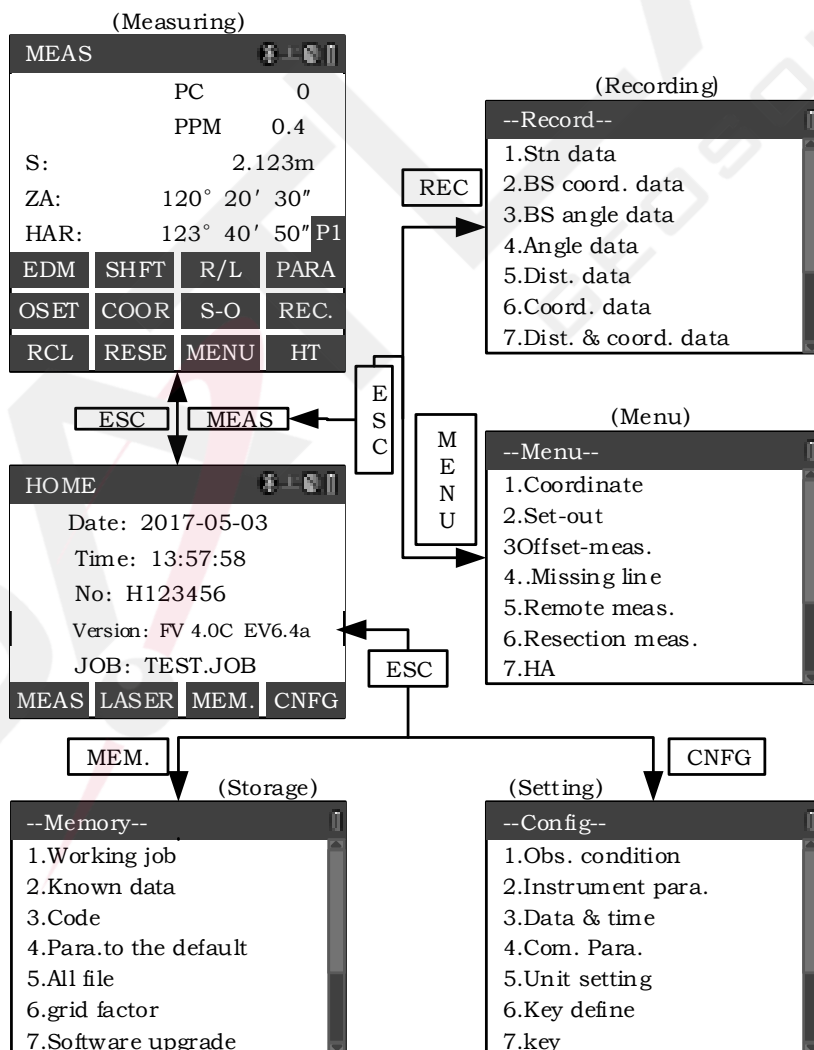 (Measuring)
MEAS
PC 0
PPM 0.4
S: 2.123m
ZA: 120° 20′ 30″
HAR: 123° 40′ 50″ P1
EDM SHFT R/L PARA
OSET COOR S-O REC.
RCL RESE MENU HT
ESC MEAS
ESC
REC
MENU
(Recording)
--Record--
1.Stn data
2.BS coord. data
3.BS angle data
4.Angle data
5.Dist. data
6.Coord. data
7.Dist. & coord. data
(Menu)
--Menu--
1.Coordinate
2.Set-out
3Offset-meas.
4..Missing line
5.Remote meas.
6.Resection meas.
7.HA
HOME
Date: 2017-05-03
Time: 13:57:58
No: H123456
Version: FV 4.0C EV6.4a
JOB: TEST.JOB
MEAS LASER MEM. CNFG
ESC
MEM.
CNFG
(Storage)
--Memory--
1.Working job
2.Known data
3.Code
4.Para.to the default
5.All file
6.grid factor
7.Software upgrade
(Setting)
--Config--
1.Obs. condition
2.Instrument para.
3.Data & time
4.Com. Para.
5.Unit setting
6.Key define
7.key